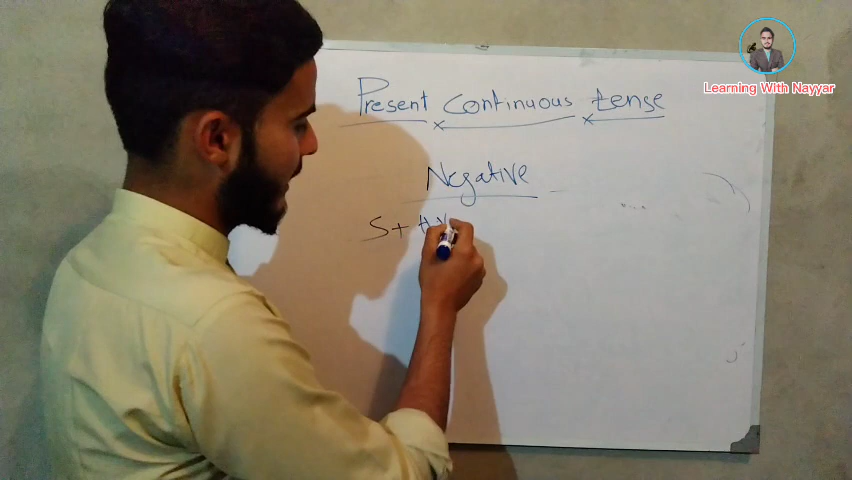 Learning With Nayyar
Present continuous tense
Negative
S+